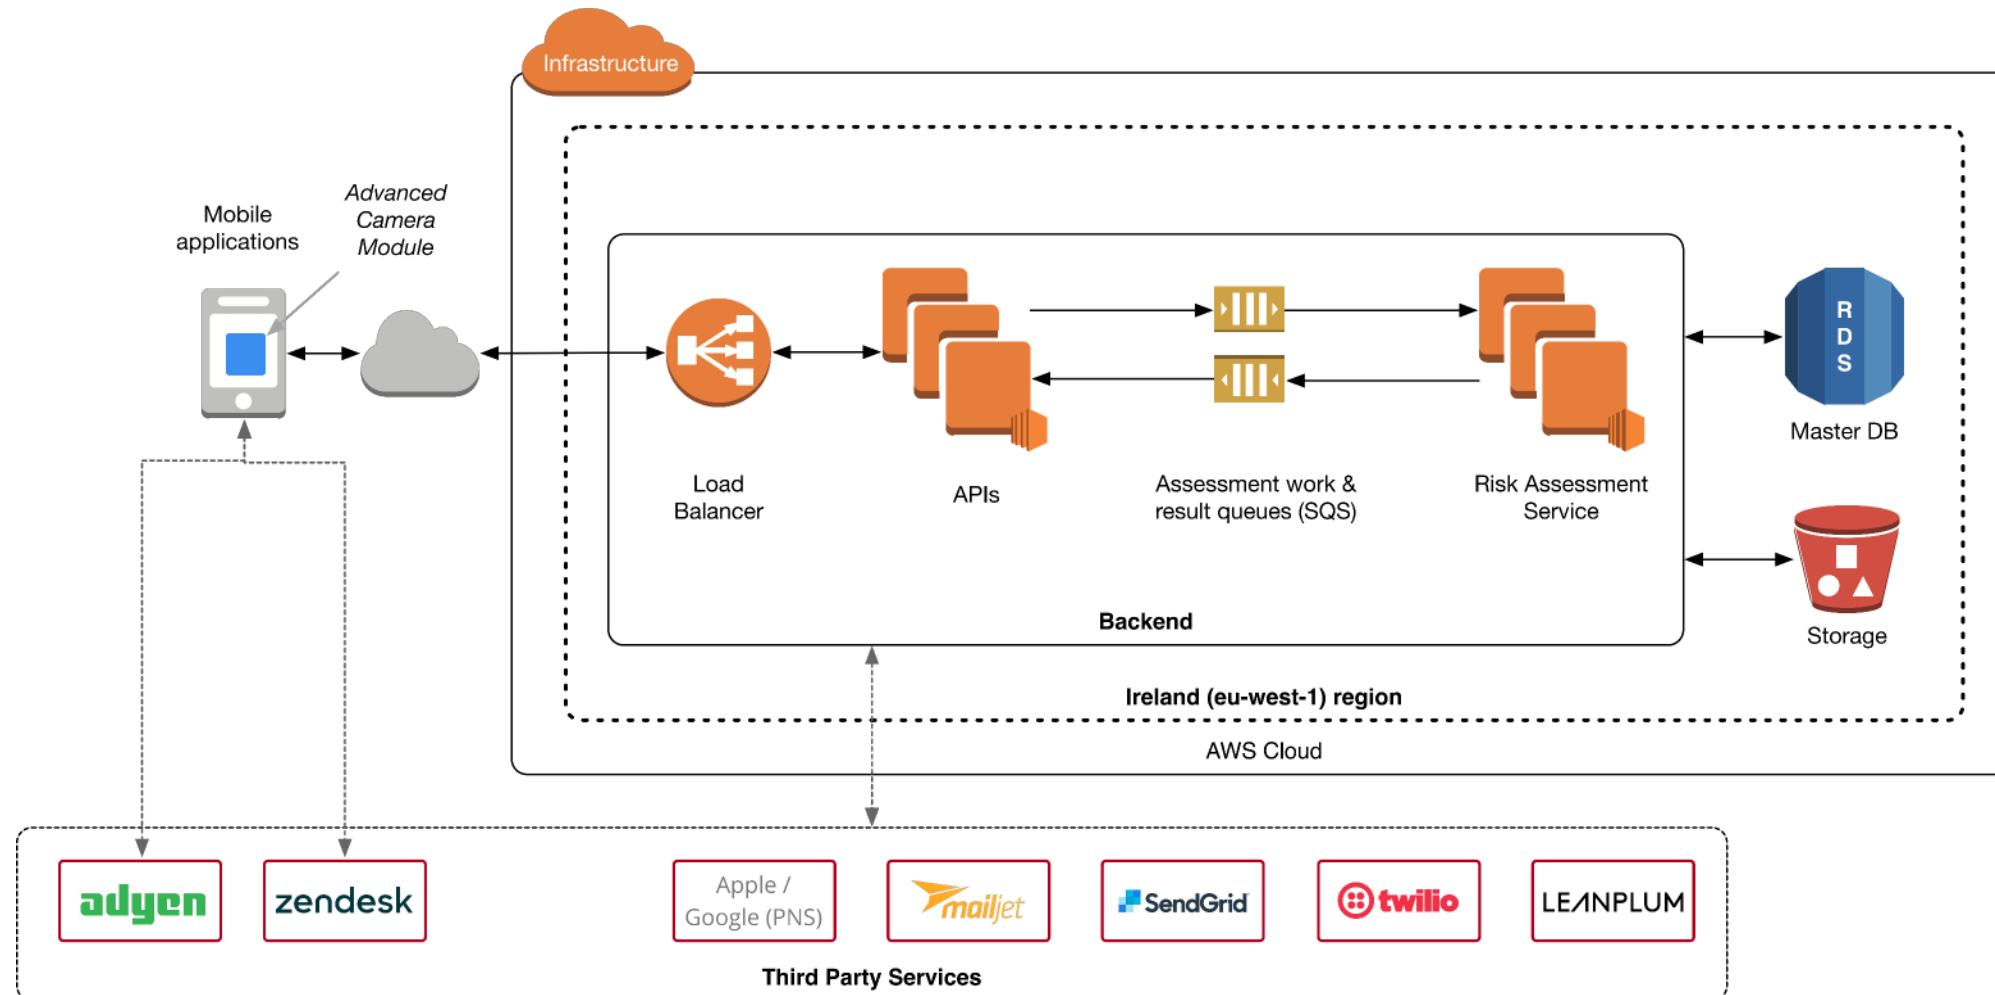 Infrastructure
Advanced
Camera
Module
Mobile
applications
R
D
S
Master DB
Load
Balancer
APIs
Assessment work &
result queues (SQS)
Risk Assessment
Service
Storage
Backend
Ireland (eu-west-1) region
AWS Cloud
adyen
zendesk
Apple /
Google (PNS)
mailjet
SendGrid
twilio
LEANPLUM
Third Party Services